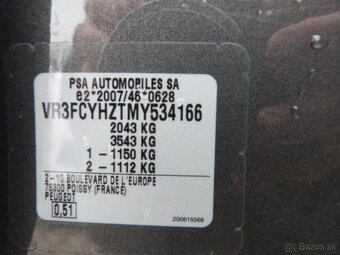 PSA AUTOMOBILES SA
e2*2007/46*0628
VR3FCYHZTMY534166
2043 KG
3543 KG
1 - 1150 KG
2 - 1112 KG
2-10 BOULEVARD DE L'EUROPE
78300 POISSY (FRANCE)
PEUGEOT
0.51
200615566
bazar.sk